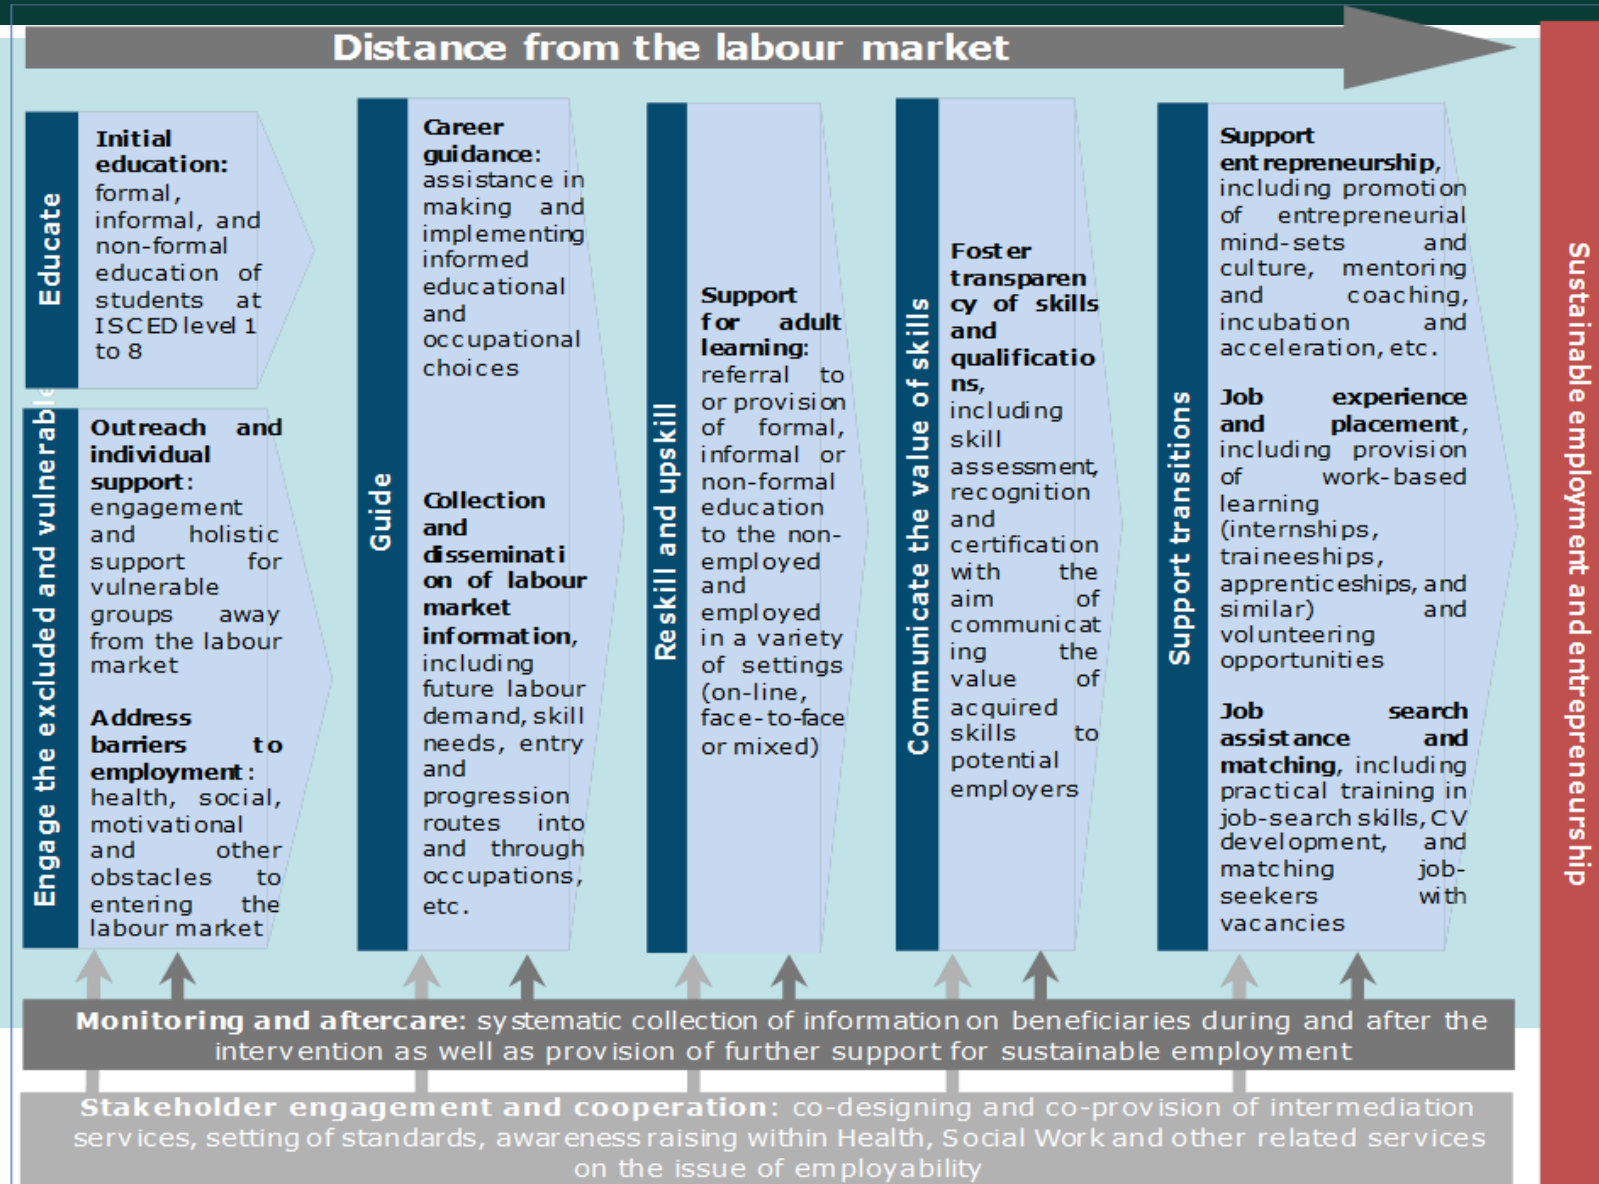 Distance from the labour market
Educate
Initial
education:
formal,
informal, and
non-formal
education of
students at
ISCED level 1
to 8
Engage the excluded and vulnerable
Outreach and
individual
support:
engagement
and holistic
support for
vulnerable
groups away
from the labour
market
Address
barriers to
employment:
health, social,
motivational
and other
obstacles to
entering the
labour market
Guide
Career
guidance:
assistance in
making and
implementing
informed
educational
and
occupational
choices
Collection
and
disseminati
on of labour
market
information,
including
future labour
demand, skill
needs, entry
and
progression
routes into
and through
occupations,
etc.
Reskill and upskill
Support
for adult
learning:
referral to
or provision
of formal,
informal or
non-formal
education
to the non-
employed
and
employed
in a variety
of settings
(on-line,
face-to-face
or mixed)
Communicate the value of skills
Foster
transparen
cy of skills
and
qualificatio
ns,
including
skill
assessment,
recognition
and
certification
with the
aim of
communicat
ing the
value of
acquired
skills to
potential
employers
Support transitions
Support
entrepreneurship,
including promotion
of entrepreneurial
mind-sets and
culture, mentoring
and coaching,
incubation and
acceleration, etc.
Job experience
and placement,
including provision
of work-based
learning
(internships,
traineeships,
apprenticeships, and
similar) and
volunteering
opportunities
Job search
assistance and
matching, including
practical training in
job-search skills, CV
development, and
matching job-
seekers with
vacancies
Sustainable employment and entrepreneurship
Monitoring and aftercare: systematic collection of information on beneficiaries during and after the
intervention as well as provision of further support for sustainable employment
Stakeholder engagement and cooperation: co-designing and co-provision of intermediation
services, setting of standards, awareness raising within Health, Social Work and other related services
on the issue of employability